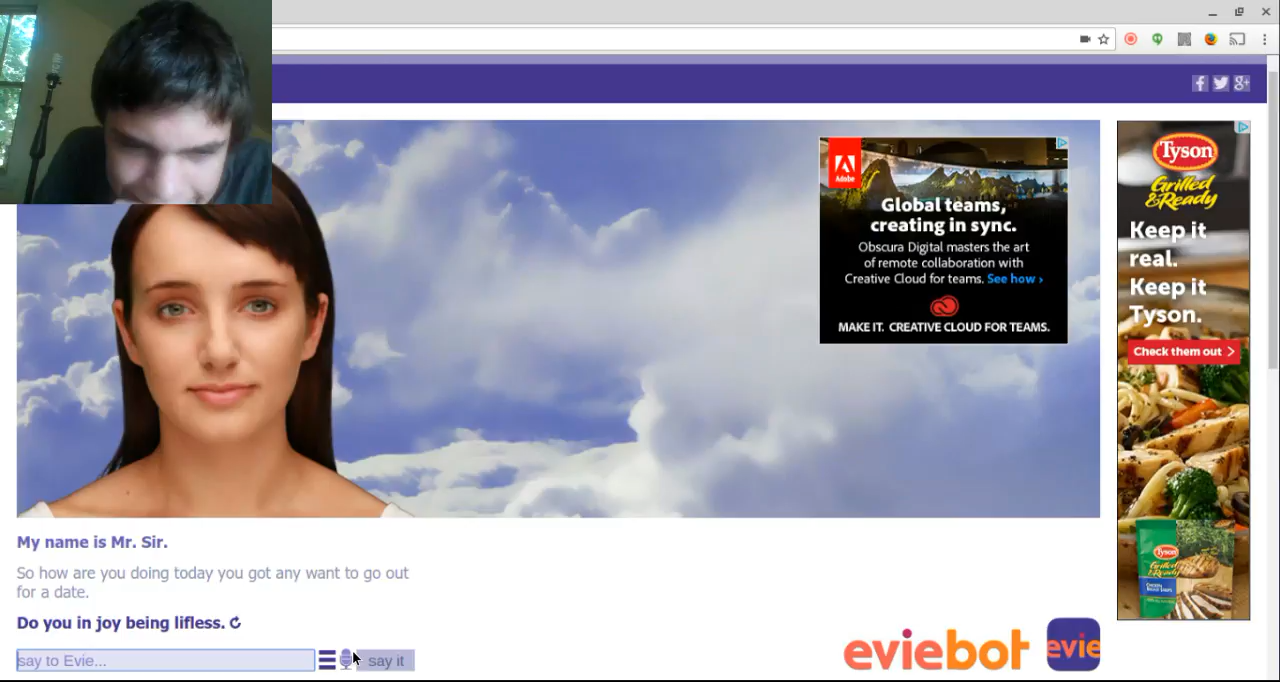 Adobe
Global teams,
creating in sync.
Obscura Digital masters the art
of remote collaboration with
Creative Cloud for teams. See how ›
MAKE IT. CREATIVE CLOUD FOR TEAMS.
Tyson
Grilled
&Ready
Keep it
real.
Keep it
Tyson.
Check them out >
Tyson
Grilled
&Ready
My name is Mr. Sir.
So how are you doing today you got any want to go out
for a date.
Do you in joy being lifless.
say to Evie...
say it
eviebot
evie